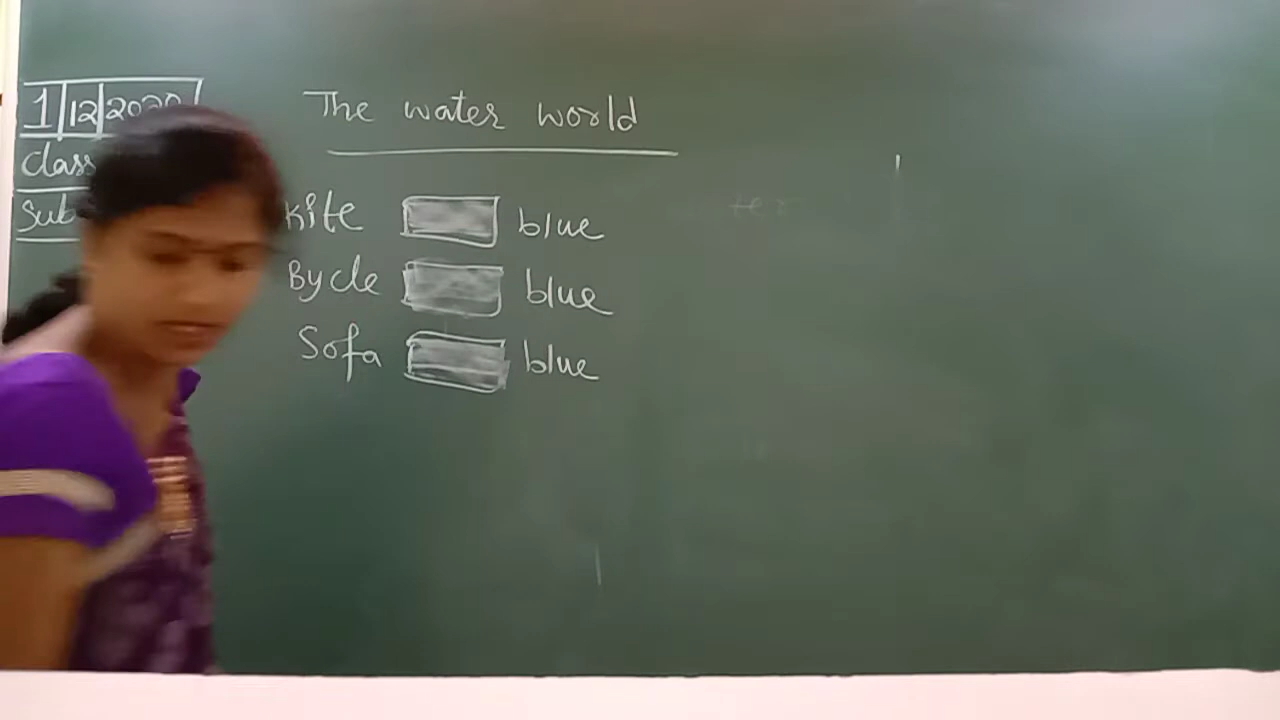 1/12/2020
The water world
Class
Sub
Kite blue
Bycle blue
Sofa blue